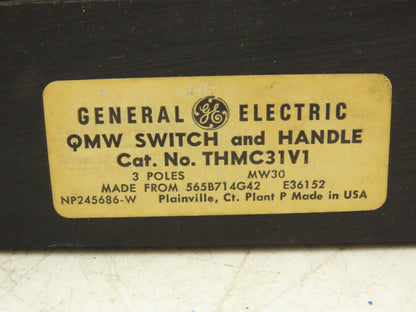 GENERAL GE ELECTRIC
QMW SWITCH and HANDLE
Cat. No. THMC31V1
3 POLES MW30
MADE FROM 565B714G42 E36152
NP245686-W Plainville, Ct. Plant P Made in USA